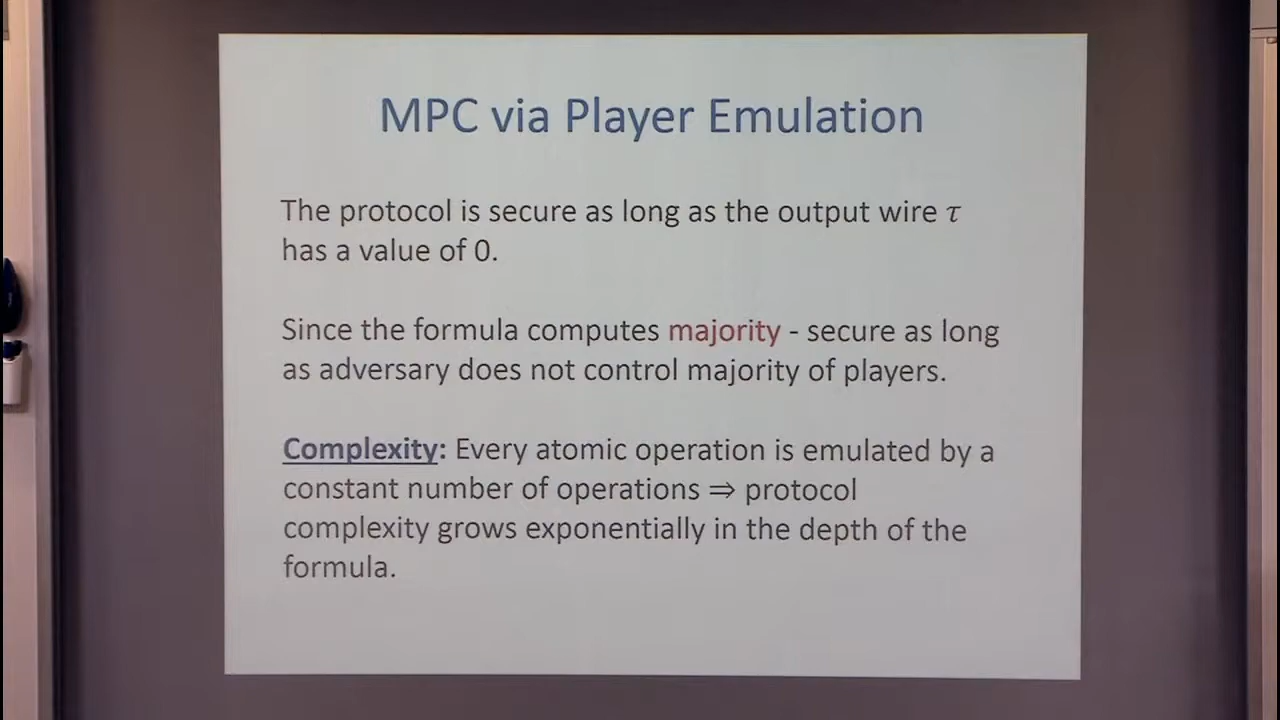 MPC via Player Emulation
The protocol is secure as long as the output wire τ
has a value of 0.
Since the formula computes majority - secure as long
as adversary does not control majority of players.
Complexity: Every atomic operation is emulated by a
constant number of operations ⇒ protocol
complexity grows exponentially in the depth of the
formula.